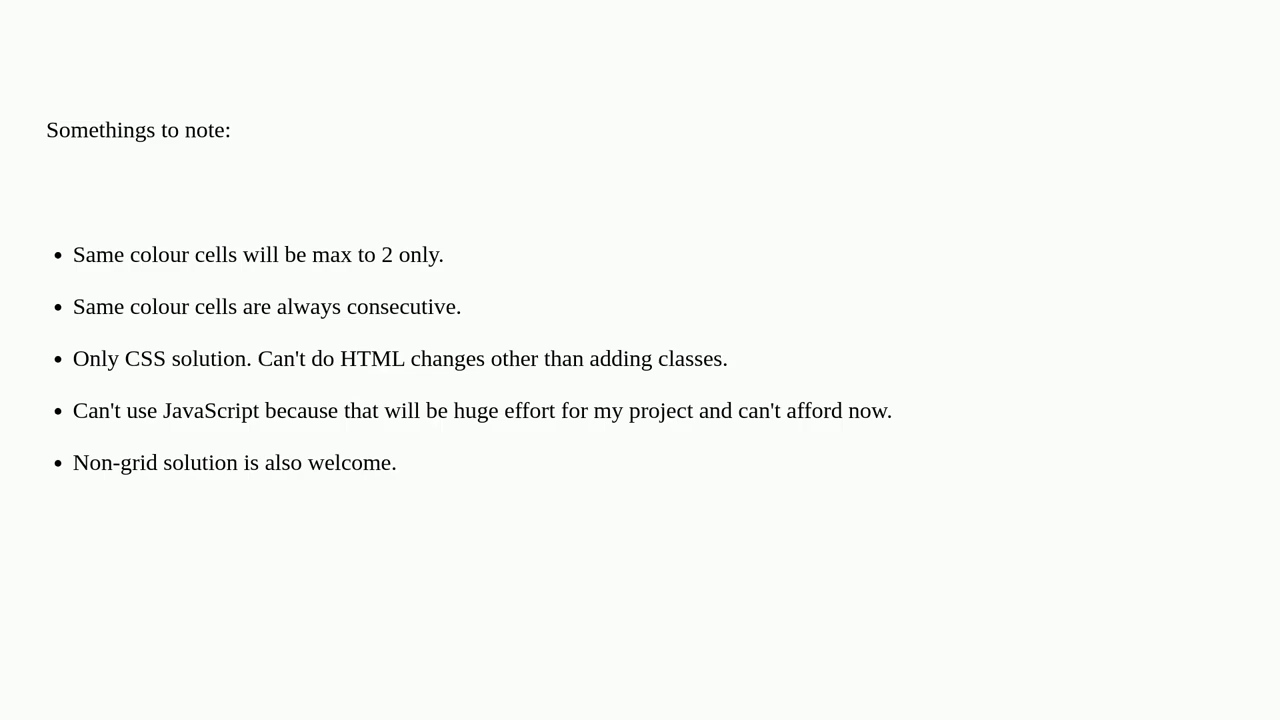 Somethings to note:
• Same colour cells will be max to 2 only.
• Same colour cells are always consecutive.
• Only CSS solution. Can't do HTML changes other than adding classes.
• Can't use JavaScript because that will be huge effort for my project and can't afford now.
• Non-grid solution is also welcome.